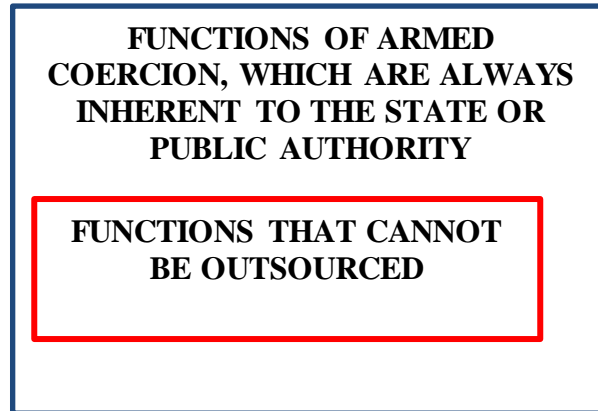 FUNCTIONS OF ARMED
COERCION, WHICH ARE ALWAYS
INHERENT TO THE STATE OR
PUBLIC AUTHORITY
FUNCTIONS THAT CANNOT
BE OUTSOURCED